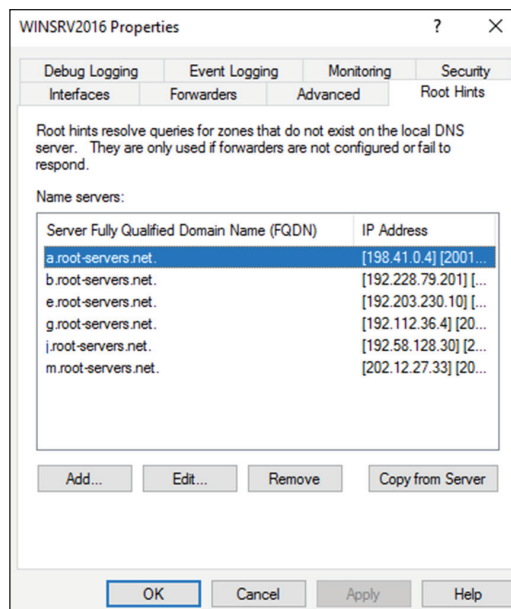 WINSRV2016 Properties ? ×
Debug Logging Event Logging Monitoring Security
Interfaces Forwarders Advanced Root Hints
Root hints resolve queries for zones that do not exist on the local DNS
server. They are only used if forwarders are not configured or fail to
respond.
Name servers:
Server Fully Qualified Domain Name (FQDN) IP Address
a.root-servers.net. [198.41.0.4] [2001...
b.root-servers.net. [192.228.79.201] [...
e.root-servers.net. [192.203.230.10] [...
g.root-servers.net. [192.112.36.4] [20...
j.root-servers.net. [192.58.128.30] [2...
m.root-servers.net. [202.12.27.33] [20...
Add... Edit... Remove Copy from Server
OK Cancel Apply Help